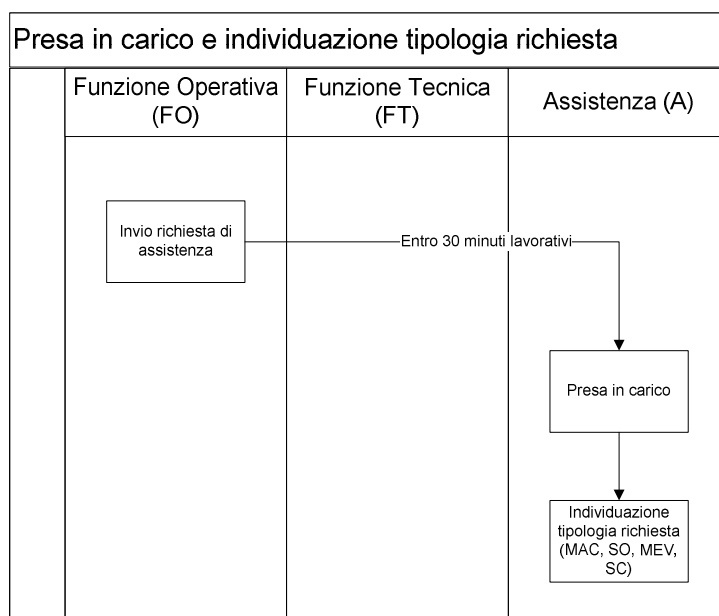 Presa in carico e individuazione tipologia richiesta
Funzione Operativa
(FO)
Funzione Tecnica
(FT)
Assistenza (A)
Invio richiesta di
assistenza
Entro 30 minuti lavorativi
Presa in carico
Individuazione
tipologia richiesta
(MAC, SO, MEV,
SC)